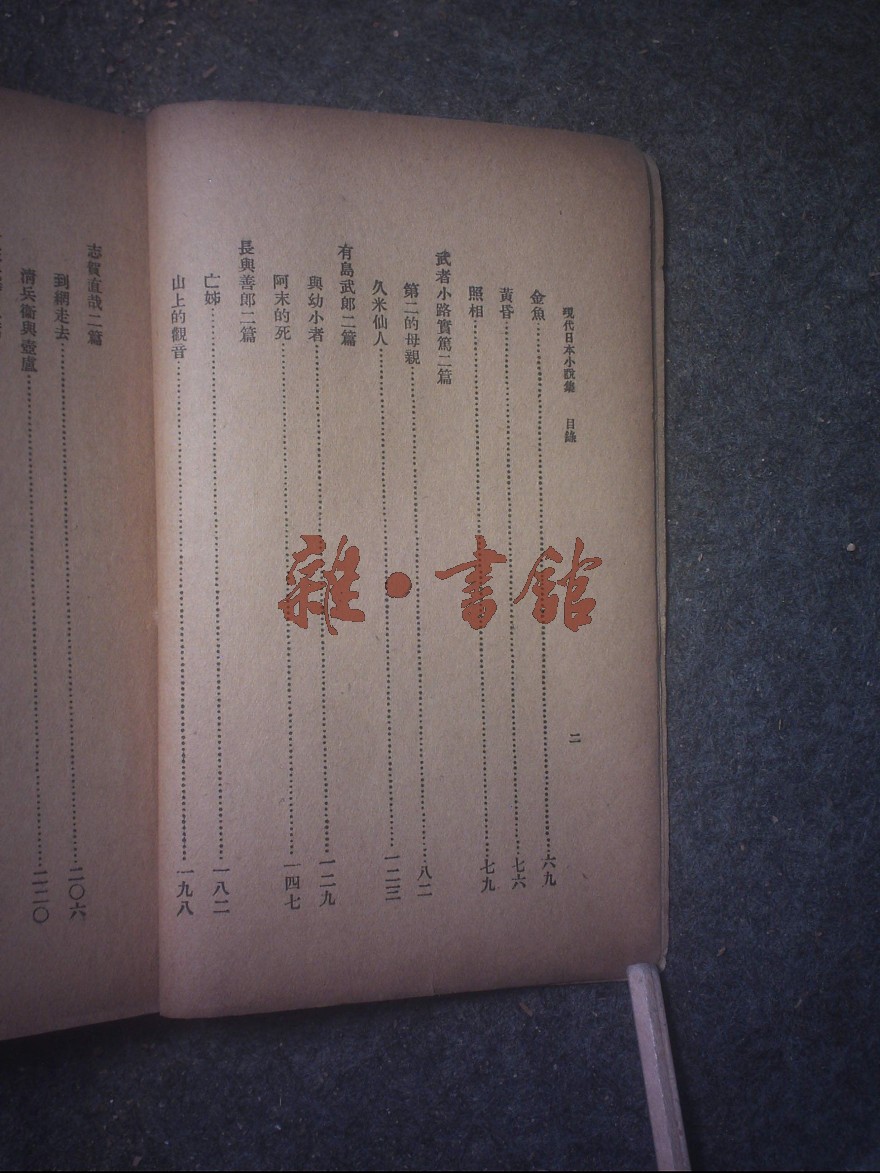 現代日本小說集 目錄 二
金魚……六九
黃昏……七六
照相……七九
武者小路實篤二篇
第二的母親……八二
久米仙人……一二三
有島武郎二篇
與幼小者……一二九
阿末的死……一四七
長與善郎二篇
亡姊……一八二
山上的觀音……一九八
志賀直哉二篇
到網走去……二〇六
清兵衞與壺盧……二二〇
雜·書館